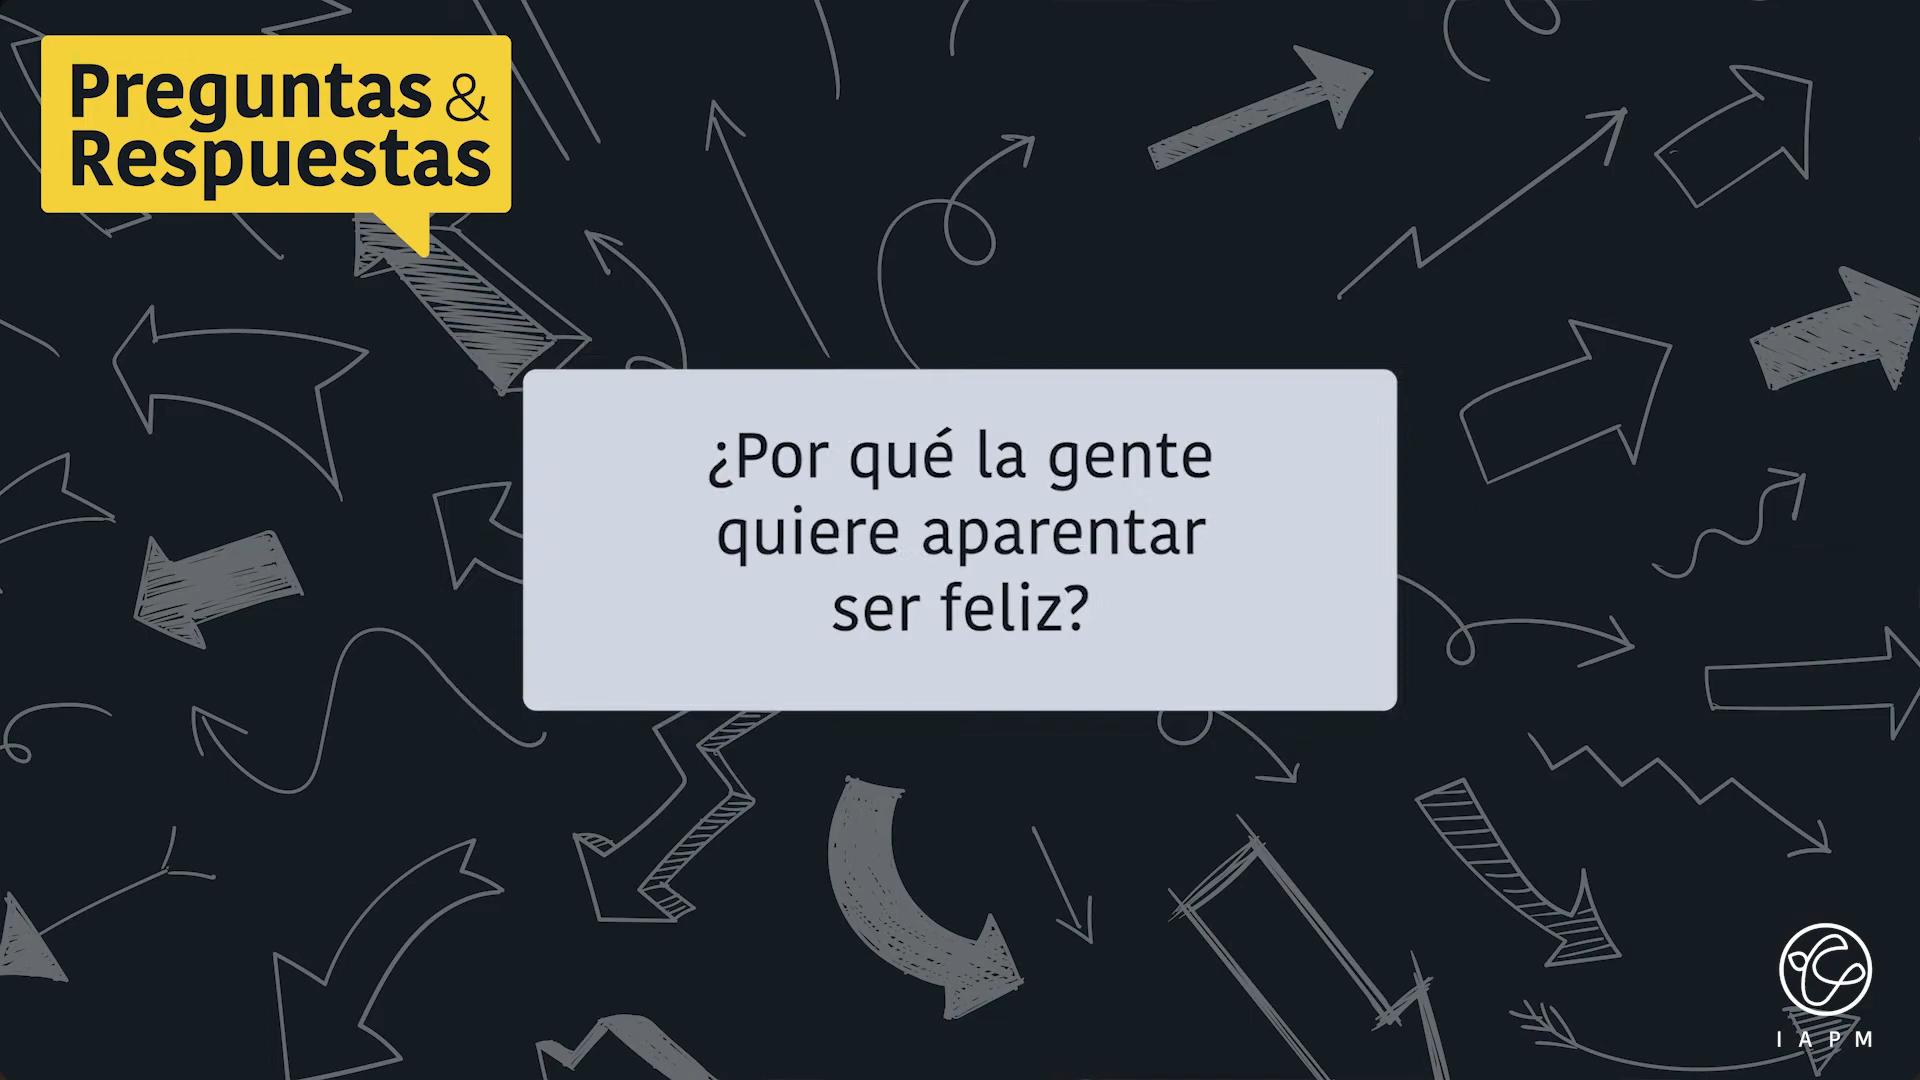 Preguntas &
Respuestas
¿Por qué la gente
quiere aparentar
ser feliz?
IAPM